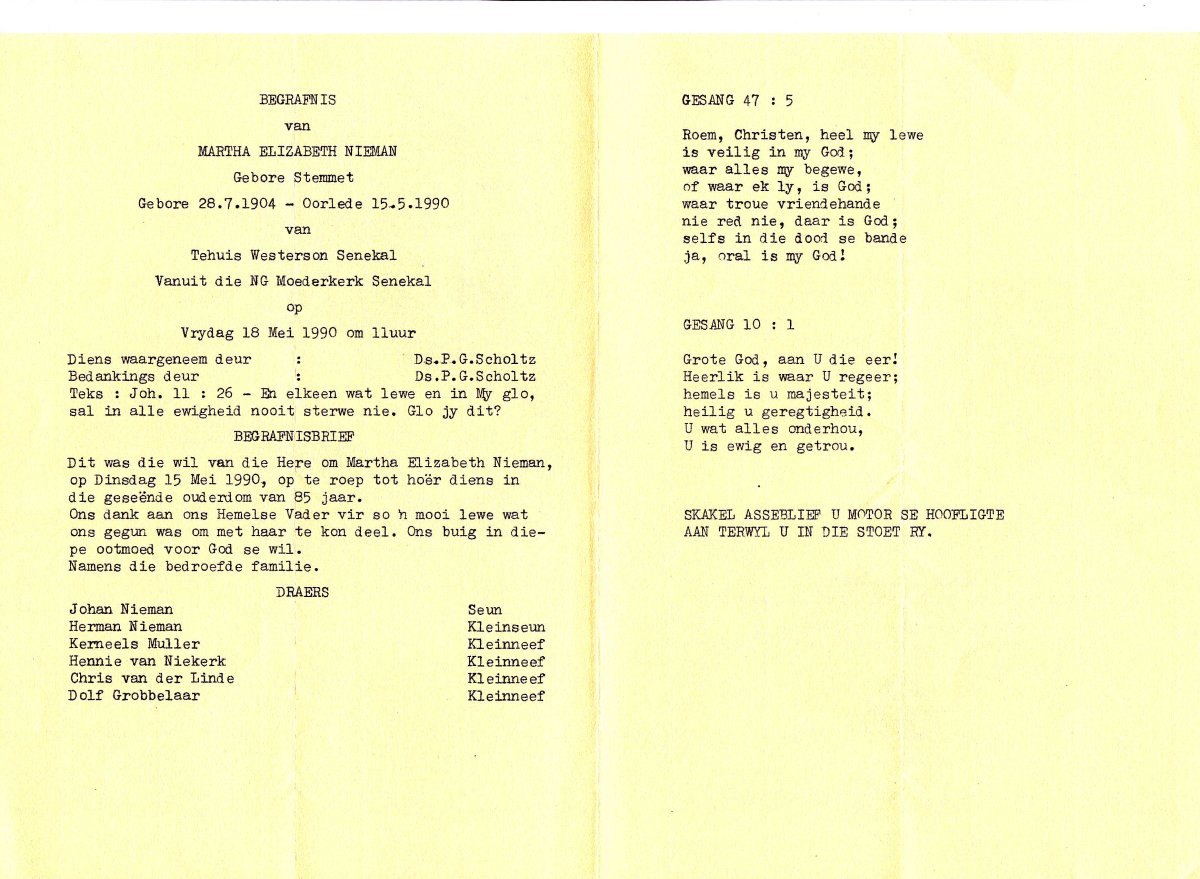 BEGRAFNIS
van
MARTHA ELIZABETH NIEMAN
Gebore Stemmet
Gebore 28.7.1904 - Oorlede 15.5.1990
van
Tehuis Westerson Senekal
Vanuit die NG Moederkerk Senekal
op
Vrydag 18 Mei 1990 om 11uur
Diens waargeneem deur : Ds.P.G.Scholtz
Bedankings deur : Ds.P.G.Scholtz
Teks : Joh. 11 : 26 - En elkeen wat lewe en in My glo,
sal in alle ewigheid nooit sterwe nie. Glo jy dit?
BEGRAFNISBRIEF
Dit was die wil van die Here om Martha Elizabeth Nieman,
op Dinsdag 15 Mei 1990, op te roep tot hoër diens in
die geseënde ouderdom van 85 jaar.
Ons dank aan ons Hemelse Vader vir so 'n mooi lewe wat
ons gegun was om met haar te kon deel. Ons buig in die-
pe ootmoed voor God se wil.
Namens die bedroefde familie.
DRAERS
Johan Nieman Seun
Herman Nieman Kleinseun
Kerneels Muller Kleinneef
Hennie van Niekerk Kleinneef
Chris van der Linde Kleinneef
Dolf Grobbelaar Kleinneef
GESANG 47 : 5
Roem, Christen, heel my lewe
is veilig in my God;
waar alles my begewe,
of waar ek ly, is God;
waar troue vriendehande
nie red nie, daar is God;
selfs in die dood se bande
ja, oral is my God!
GESANG 10 : 1
Grote God, aan U die eer!
Heerlik is waar U regeer;
hemels is u majesteit;
heilig u geregtigheid.
U wat alles onderhou,
U is ewig en getrou.
SKAKEL ASSEBLIEF U MOTOR SE HOOFLIGTE
AAN TERWYL U IN DIE STOET RY.